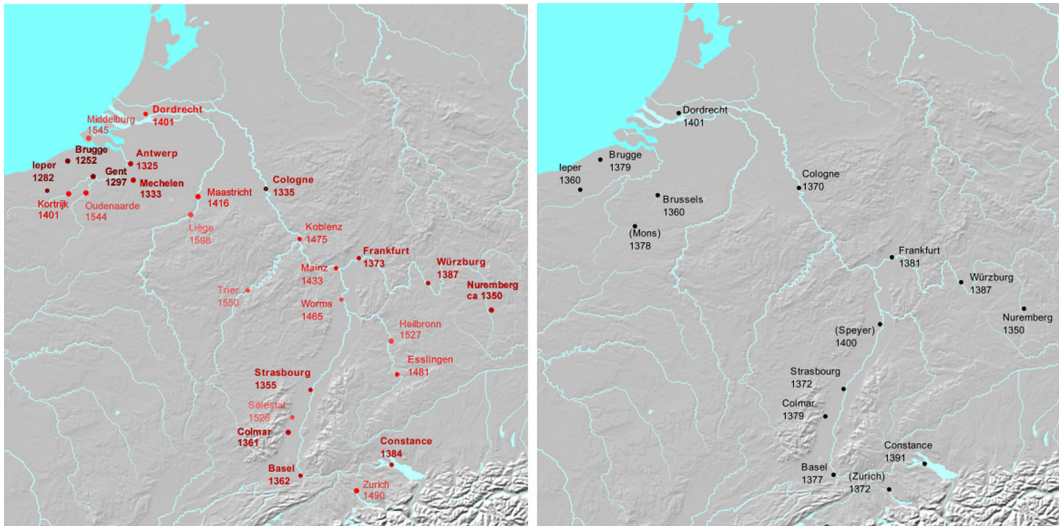 Dordrecht
1401
Middelburg
1545
Brugge
1252
Ieper
1282
Gent
1297
Antwerp
1325
Mechelen
1333
Kortrijk
1401
Oudenaarde
1544
Maastricht
1416
Cologne
1335
Liège
1598
Koblenz
1475
Frankfurt
1373
Mainz
1433
Würzburg
1387
Nuremberg
ca 1350
Trier
1550
Worms
1465
Heilbronn
1527
Esslingen
1481
Strasbourg
1355
Sélestat
1526
Colmar
1361
Constance
1384
Basel
1362
Zurich
1490
Dordrecht
1401
Brugge
1379
Ieper
1360
Cologne
1370
Brussels
1360
(Mons)
1378
Frankfurt
1381
Würzburg
1387
Nuremberg
1350
(Speyer)
1400
Strasbourg
1372
Colmar
1379
Constance
1391
Basel
1377
(Zurich)
1372